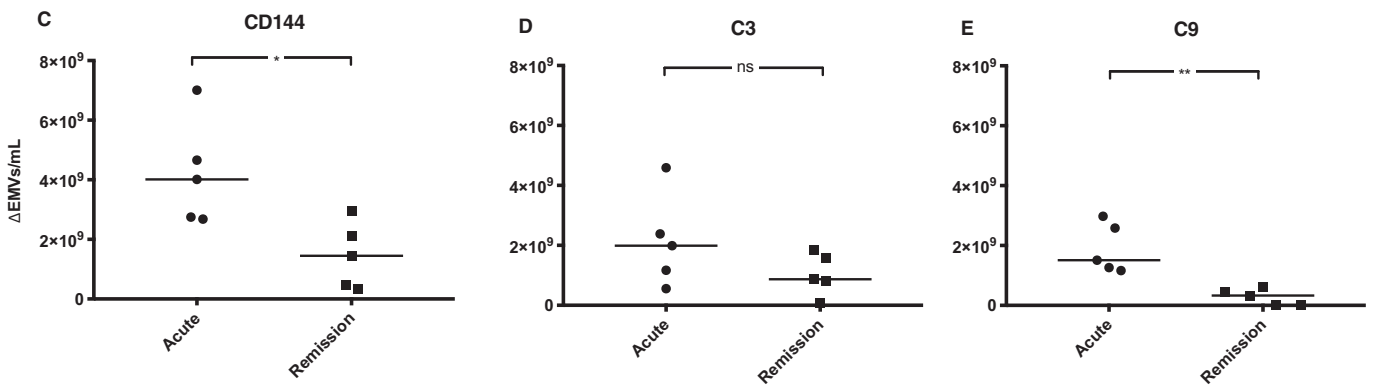 C
CD144
ΔEMVs/mL
8×10⁹
6×10⁹
4×10⁹
2×10⁹
0
*
Acute
Remission
D
C3
8×10⁹
6×10⁹
4×10⁹
2×10⁹
0
ns
Acute
Remission
E
C9
8×10⁹
6×10⁹
4×10⁹
2×10⁹
0
**
Acute
Remission